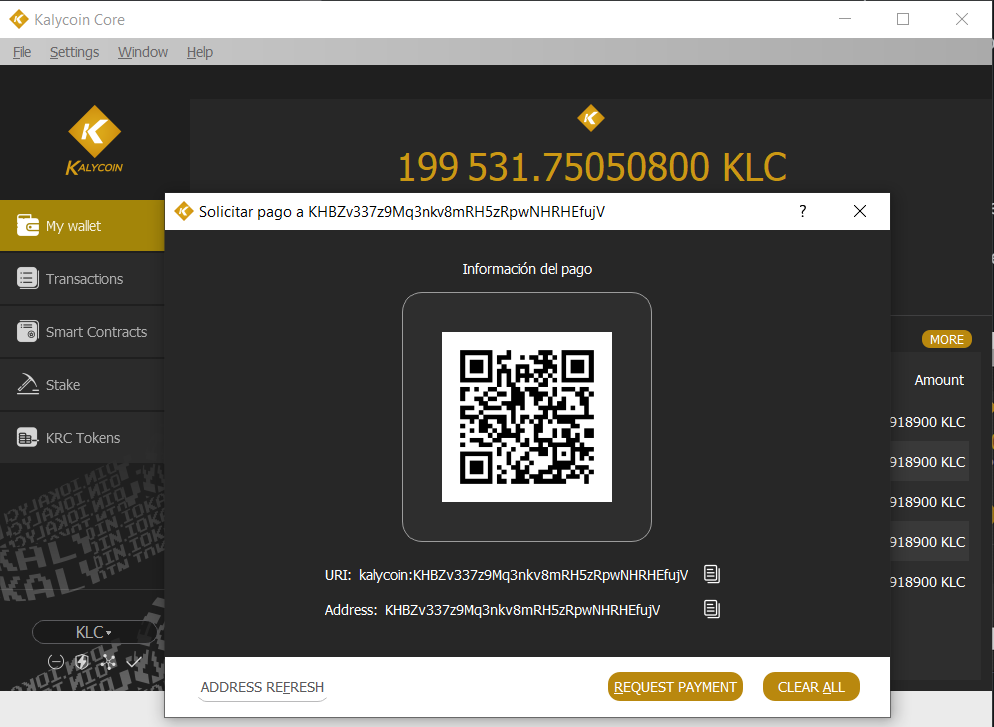 Kalycoin Core
File Settings Window Help
KALYCOIN
199 531.75050800 KLC
My wallet
Transactions
Smart Contracts
Stake
KRC Tokens
Solicitar pago a KHBZv337z9Mq3nkv8mRH5zRpwNHRHEfujV
?
Información del pago
URI: kalycoin:KHBZv337z9Mq3nkv8mRH5zRpwNHRHEfujV
Address: KHBZv337z9Mq3nkv8mRH5zRpwNHRHEfujV
ADDRESS REFRESH
REQUEST PAYMENT
CLEAR ALL
MORE
Amount
918900 KLC
918900 KLC
918900 KLC
918900 KLC
918900 KLC
KLC